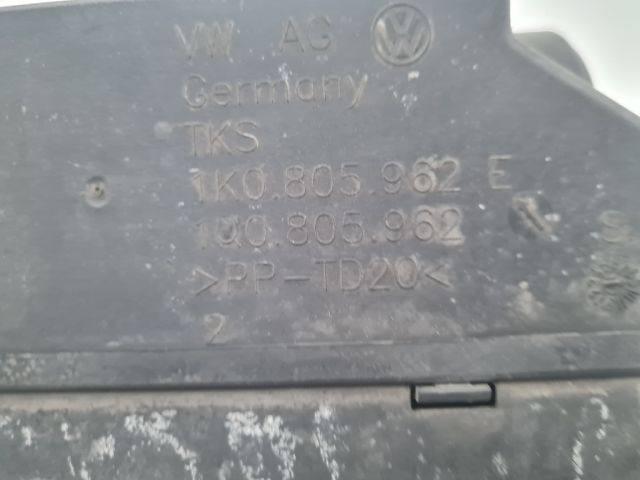 VW AG
Germany
TKS
1K0.805.962 E
1Q0.805.962
>PP-TD20<
2